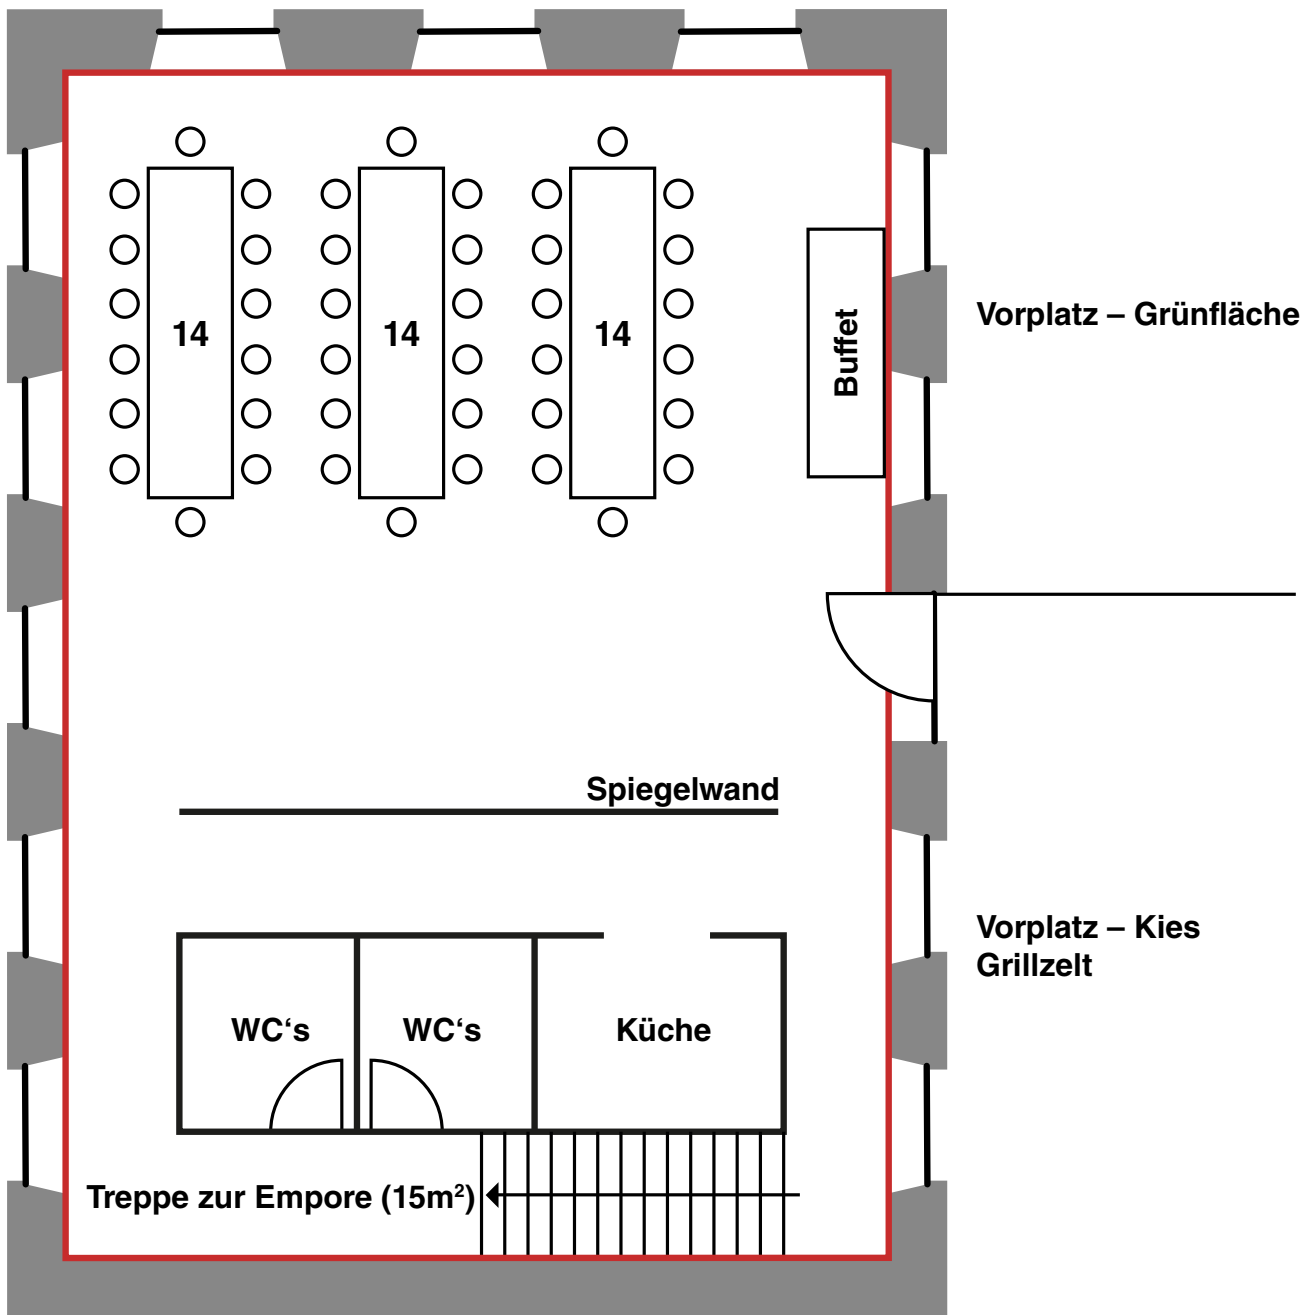 14
14
14
Buffet
Vorplatz – Grünfläche
Spiegelwand
Vorplatz – Kies
Grillzelt
WC‘s
WC‘s
Küche
Treppe zur Empore (15m²)